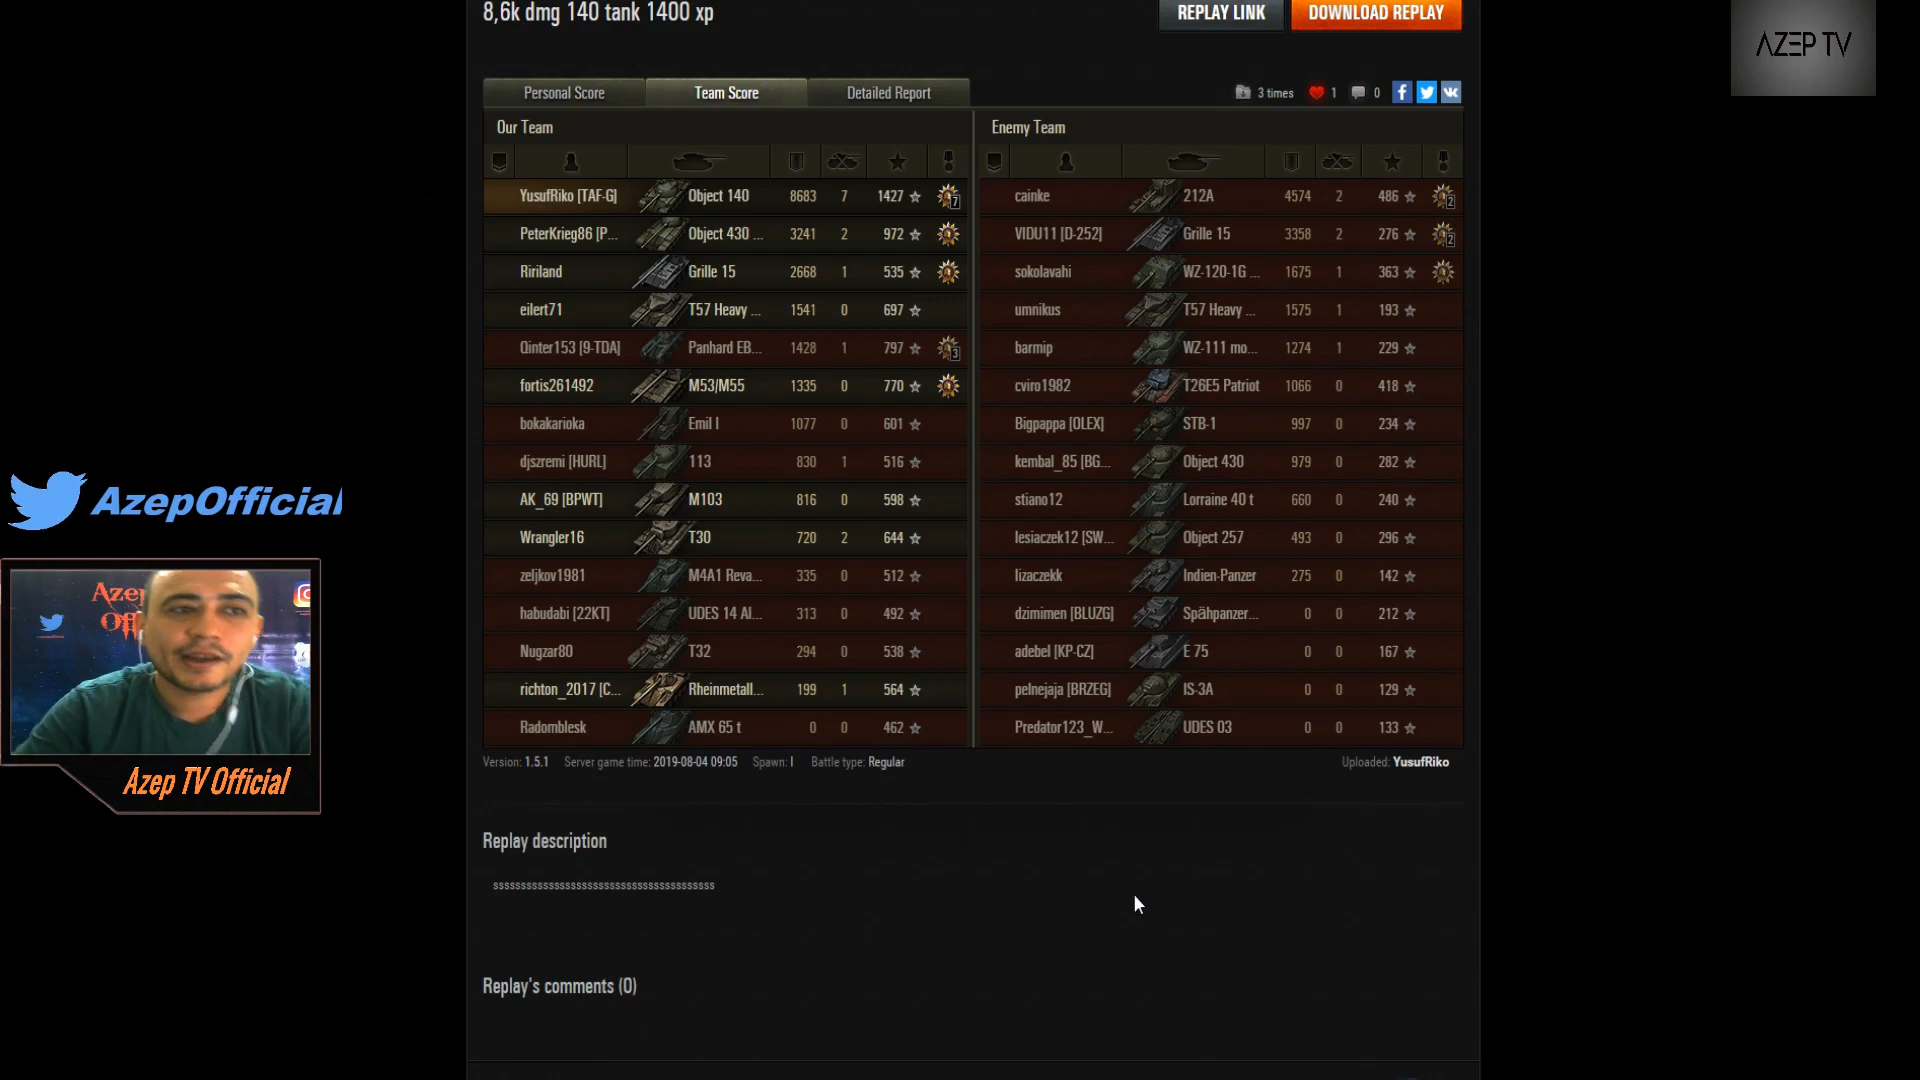 8,6k dmg 140 tank 1400 xp
REPLAY LINK
DOWNLOAD REPLAY
AZEP TV
Personal Score
Team Score
Detailed Report
3 times
1
0
Our Team
Enemy Team
YusufRiko [TAF-G] Object 140 8683 7 1427 7
PeterKrieg86 [P... Object 430 ... 3241 2 972
Ririland Grille 15 2668 1 535
eilert71 T57 Heavy ... 1541 0 697
Qinter153 [9-TDA] Panhard EB... 1428 1 797 3
fortis261492 M53/M55 1335 0 770
bokakarioka Emil I 1077 0 601
djszremi [HURL] 113 830 1 516
AK_69 [BPWT] M103 816 0 598
Wrangler16 T30 720 2 644
zeljkov1981 M4A1 Reva... 335 0 512
habudabi [22KT] UDES 14 Al... 313 0 492
Nugzar80 T32 294 0 538
richton_2017 [C... Rheinmetall... 199 1 564
Radomblesk AMX 65 t 0 0 462
cainke 212A 4574 2 486 2
VIDU11 [D-252] Grille 15 3358 2 276 2
sokolavahi WZ-120-1G ... 1675 1 363
umnikus T57 Heavy ... 1575 1 193
barmip WZ-111 mo... 1274 1 229
cviro1982 T26E5 Patriot 1066 0 418
Bigpappa [OLEX] STB-1 997 0 234
kembal_85 [BG... Object 430 979 0 282
stiano12 Lorraine 40 t 660 0 240
lesiaczek12 [SW... Object 257 493 0 296
lizaczekk Indien-Panzer 275 0 142
dzimimen [BLUZG] Spähpanzer... 0 0 212
adebel [KP-CZ] E 75 0 0 167
pełnejaja [BRZEG] IS-3A 0 0 129
Predator123_W... UDES 03 0 0 133
Version: 1.5.1 Server game time: 2019-08-04 09:05 Spawn: I Battle type: Regular
Uploaded: YusufRiko
Replay description
ssssssssssssssssssssssssssssssssssssssss
Replay's comments (0)
AzepOfficial
Azep TV Official